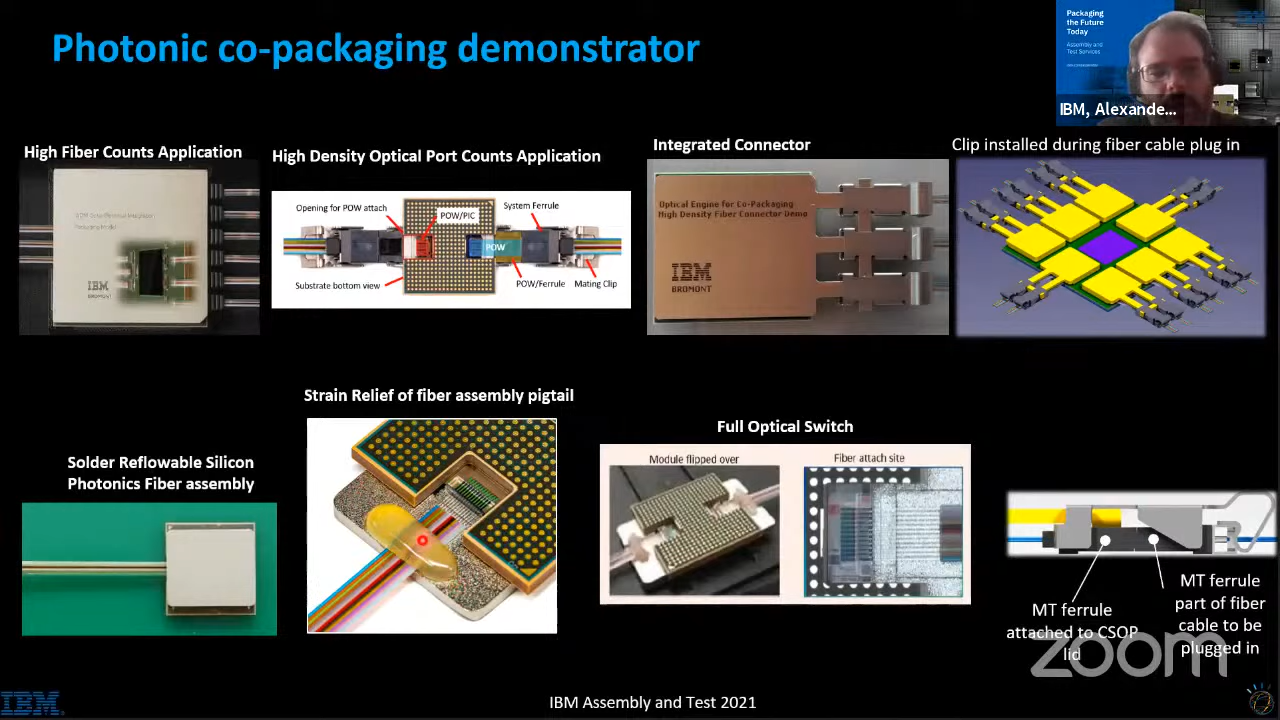 Photonic co-packaging demonstrator
Packaging
the Future
Today
Assembly and
Test Services
IBM, Alexande...
High Fiber Counts Application
High Density Optical Port Counts Application
Integrated Connector
Clip installed during fiber cable plug in
IBM
BROMONT
Opening for POW attach
POW/PIC
System Ferrule
POW
Substrate bottom view
POW/Ferrule
Mating Clip
Optical Engine for Co-Packaging
High Density Fiber Connector Demo
IBM
BROMONT
Strain Relief of fiber assembly pigtail
Full Optical Switch
Solder Reflowable Silicon
Photonics Fiber assembly
Module flipped over
Fiber attach site
MT ferrule
attached to CSOP
lid
MT ferrule
part of fiber
cable to be
plugged in
zoom
IBM
IBM Assembly and Test 2021